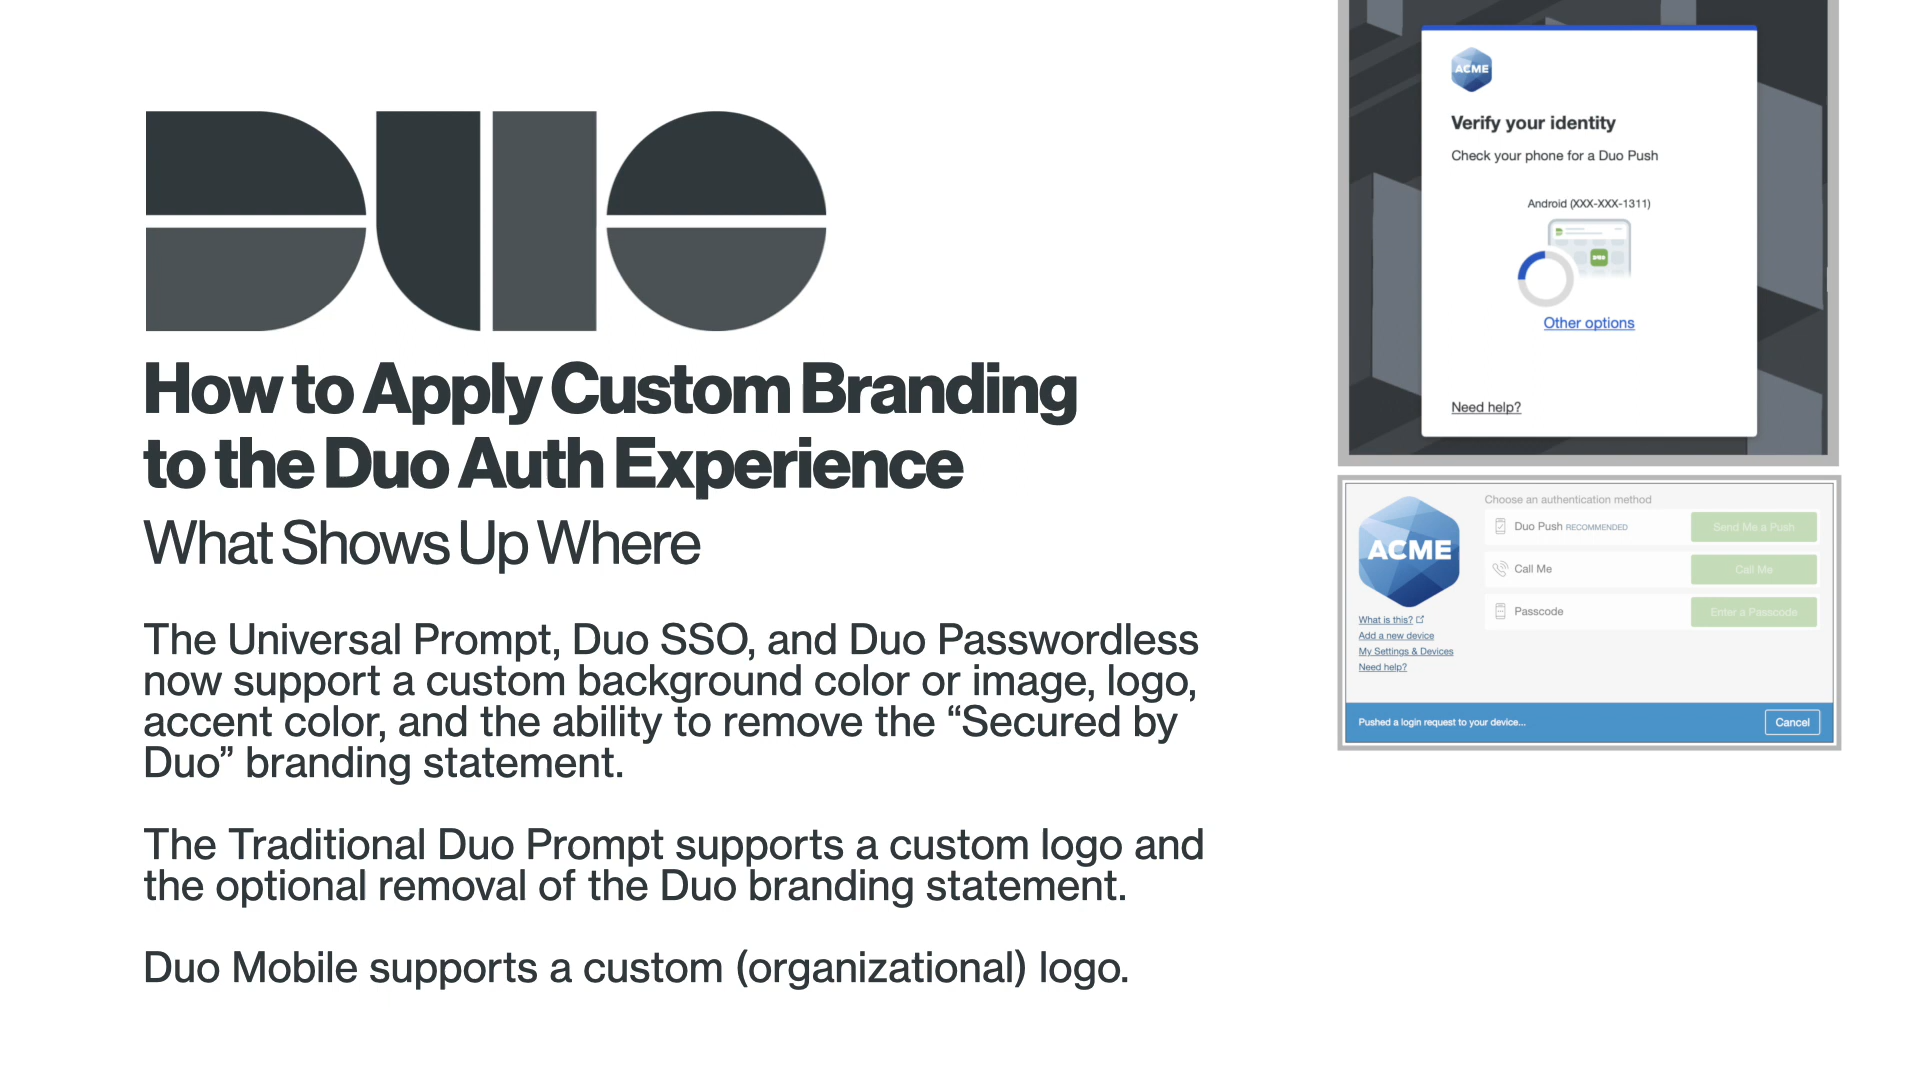 DUO
How to Apply Custom Branding
to the Duo Auth Experience
What Shows Up Where
The Universal Prompt, Duo SSO, and Duo Passwordless
now support a custom background color or image, logo,
accent color, and the ability to remove the “Secured by
Duo” branding statement.
The Traditional Duo Prompt supports a custom logo and
the optional removal of the Duo branding statement.
Duo Mobile supports a custom (organizational) logo.
ACME
Verify your identity
Check your phone for a Duo Push
Android (XXX-XXX-1311)
DUO
Other options
Need help?
ACME
What is this?
Add a new device
My Settings & Devices
Need help?
Choose an authentication method
Duo Push RECOMMENDED
Send Me a Push
Call Me
Call Me
Passcode
Enter a Passcode
Pushed a login request to your device...
Cancel